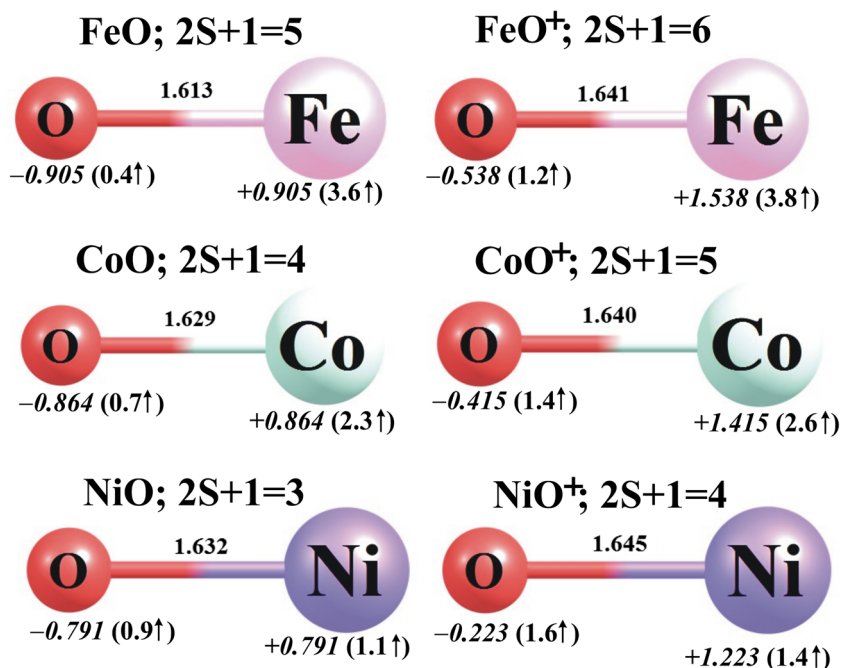 FeO; 2S+1=5
1.613
O Fe
−0.905 (0.4↑)
+0.905 (3.6↑)
FeO+; 2S+1=6
1.641
O Fe
−0.538 (1.2↑)
+1.538 (3.8↑)
CoO; 2S+1=4
1.629
O Co
−0.864 (0.7↑)
+0.864 (2.3↑)
CoO+; 2S+1=5
1.640
O Co
−0.415 (1.4↑)
+1.415 (2.6↑)
NiO; 2S+1=3
1.632
O Ni
−0.791 (0.9↑)
+0.791 (1.1↑)
NiO+; 2S+1=4
1.645
O Ni
−0.223 (1.6↑)
+1.223 (1.4↑)